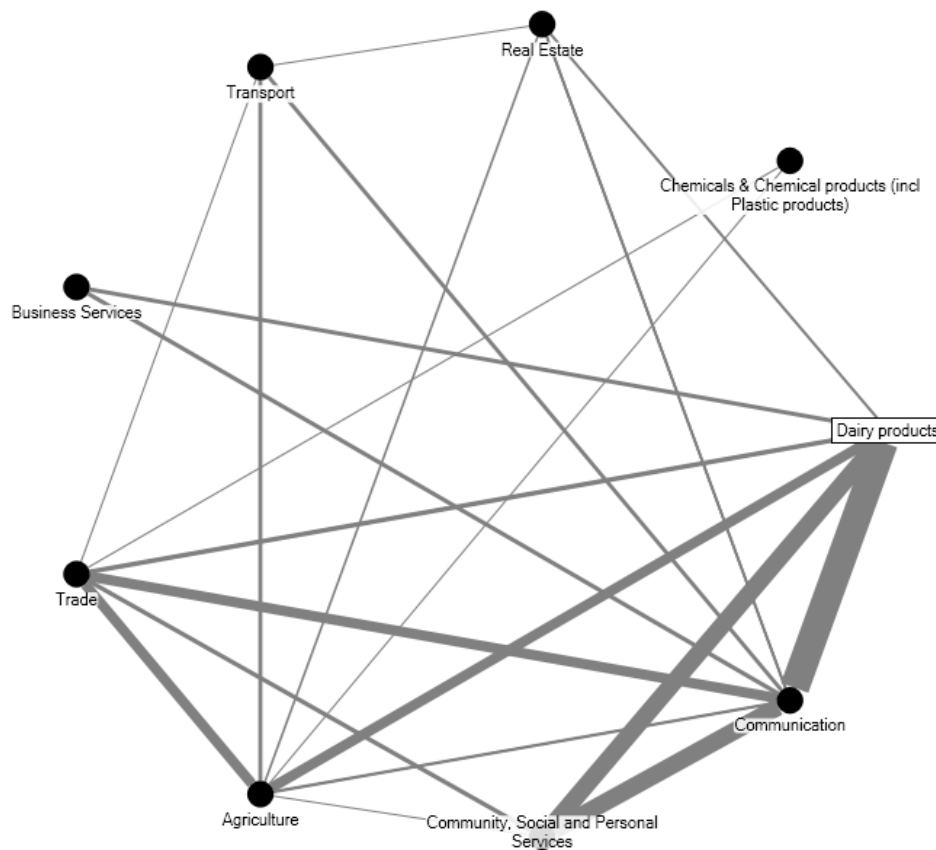 Real Estate
Transport
Chemicals & Chemical products (incl
Plastic products)
Business Services
Dairy products
Trade
Communication
Agriculture
Community, Social and Personal
Services